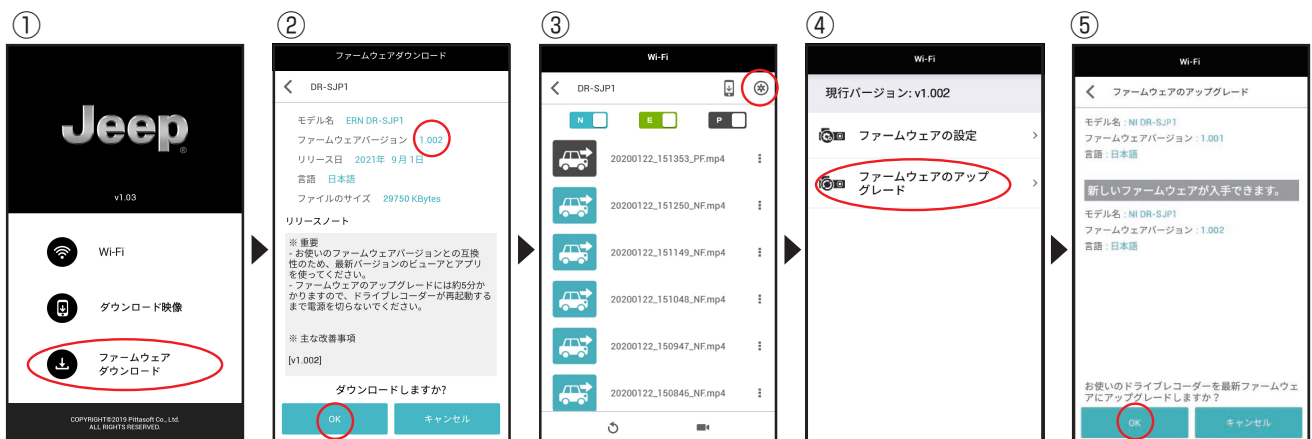 ①
Jeep
®
v1.03
Wi-Fi
ダウンロード映像
ファームウェア
ダウンロード
COPYRIGHT©2019 Pittasoft Co., Ltd.
ALL RIGHTS RESERVED.
②
ファームウェアダウンロード
DR-SJP1
モデル名 ERN DR-SJP1
ファームウェアバージョン 1.002
リリース日 2021年 9月1日
言語 日本語
ファイルのサイズ 29750 KBytes
リリースノート
※ 重要
- お使いのファームウェアバージョンとの互換
性のため、最新バージョンのビューアとアプリ
を使ってください。
- ファームウェアのアップグレードには約5分か
かりますので、ドライブレコーダーが再起動する
まで電源を切らないでください。
※ 主な改善事項
[v1.002]
ダウンロードしますか?
OK キャンセル
③
Wi-Fi
DR-SJP1
N E P
20200122_151353_PF.mp4
20200122_151250_NF.mp4
20200122_151149_NF.mp4
20200122_151048_NF.mp4
20200122_150947_NF.mp4
20200122_150846_NF.mp4
④
Wi-Fi
現行バージョン: v1.002
ファームウェアの設定
ファームウェアのアップ
グレード
⑤
Wi-Fi
ファームウェアのアップグレード
モデル名 : NI DR-SJP1
ファームウェアバージョン : 1.001
言語 : 日本語
新しいファームウェアが入手できます。
モデル名 : NI DR-SJP1
ファームウェアバージョン : 1.002
言語 : 日本語
お使いのドライブレコーダーを最新ファームウェ
アにアップグレードしますか？
OK キャンセル